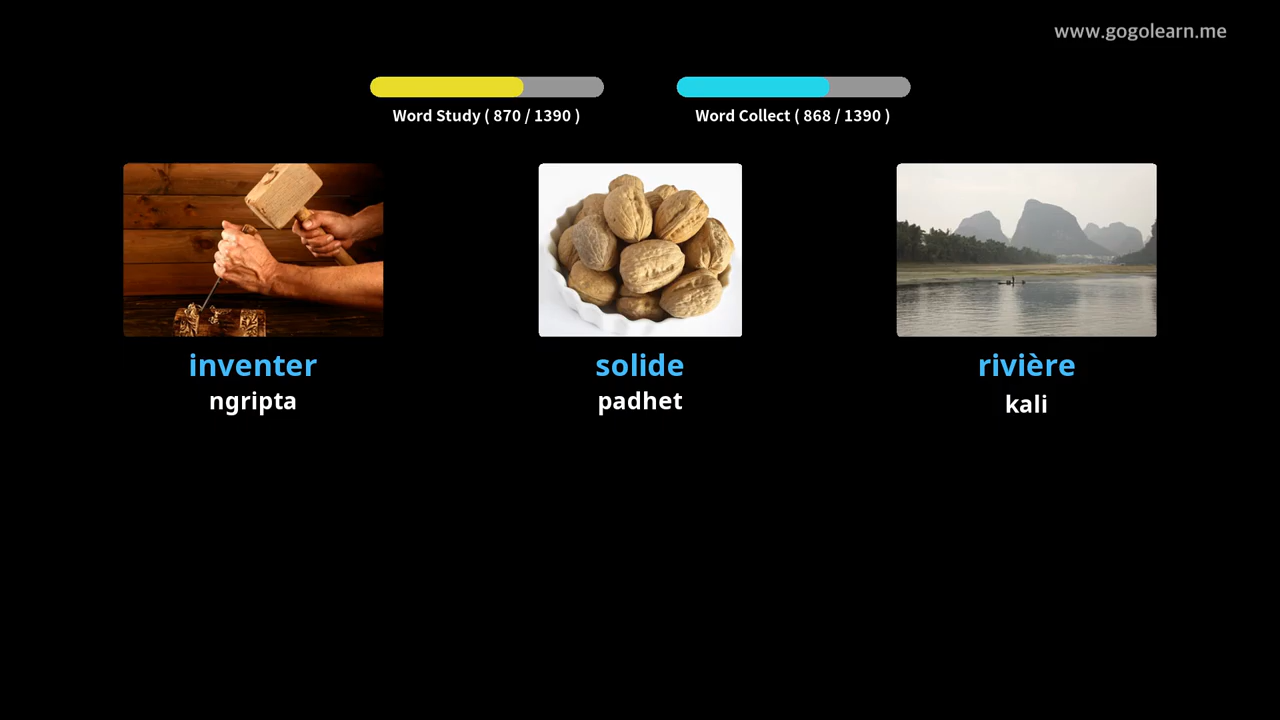 www.gogolearn.me
Word Study ( 870 / 1390 )
Word Collect ( 868 / 1390 )
inventer
ngripta
solide
padhet
rivière
kali